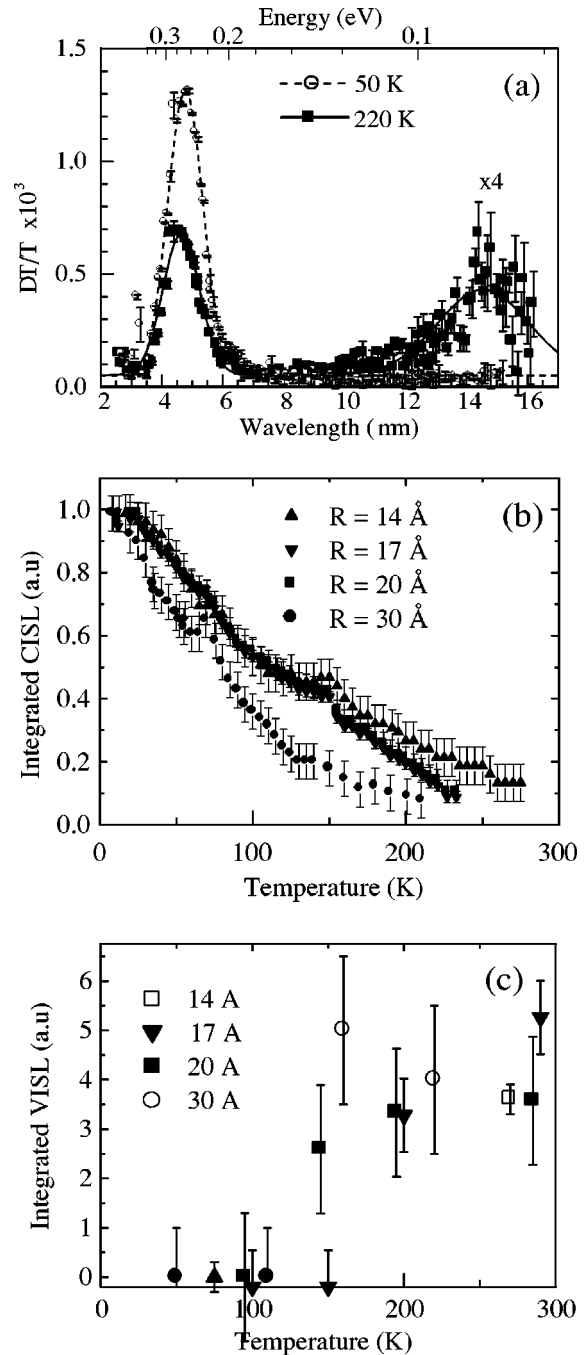 Energy (eV)
0.3 0.2 0.1
1.5
1.0
0.5
0.0
DT/T x10³
50 K
220 K
(a)
x4
2 4 6 8 10 12 14 16
Wavelength (mm)
(b)
1.0
0.8
0.6
0.4
0.2
0.0
Integrated CISL (a.u)
R = 14 Å
R = 17 Å
R = 20 Å
R = 30 Å
0 100 200 300
Temperature (K)
(c)
6
5
4
3
2
1
0
Integrated VISL (a.u)
14 A
17 A
20 A
30 A
0 100 200 300
Temperature (K)